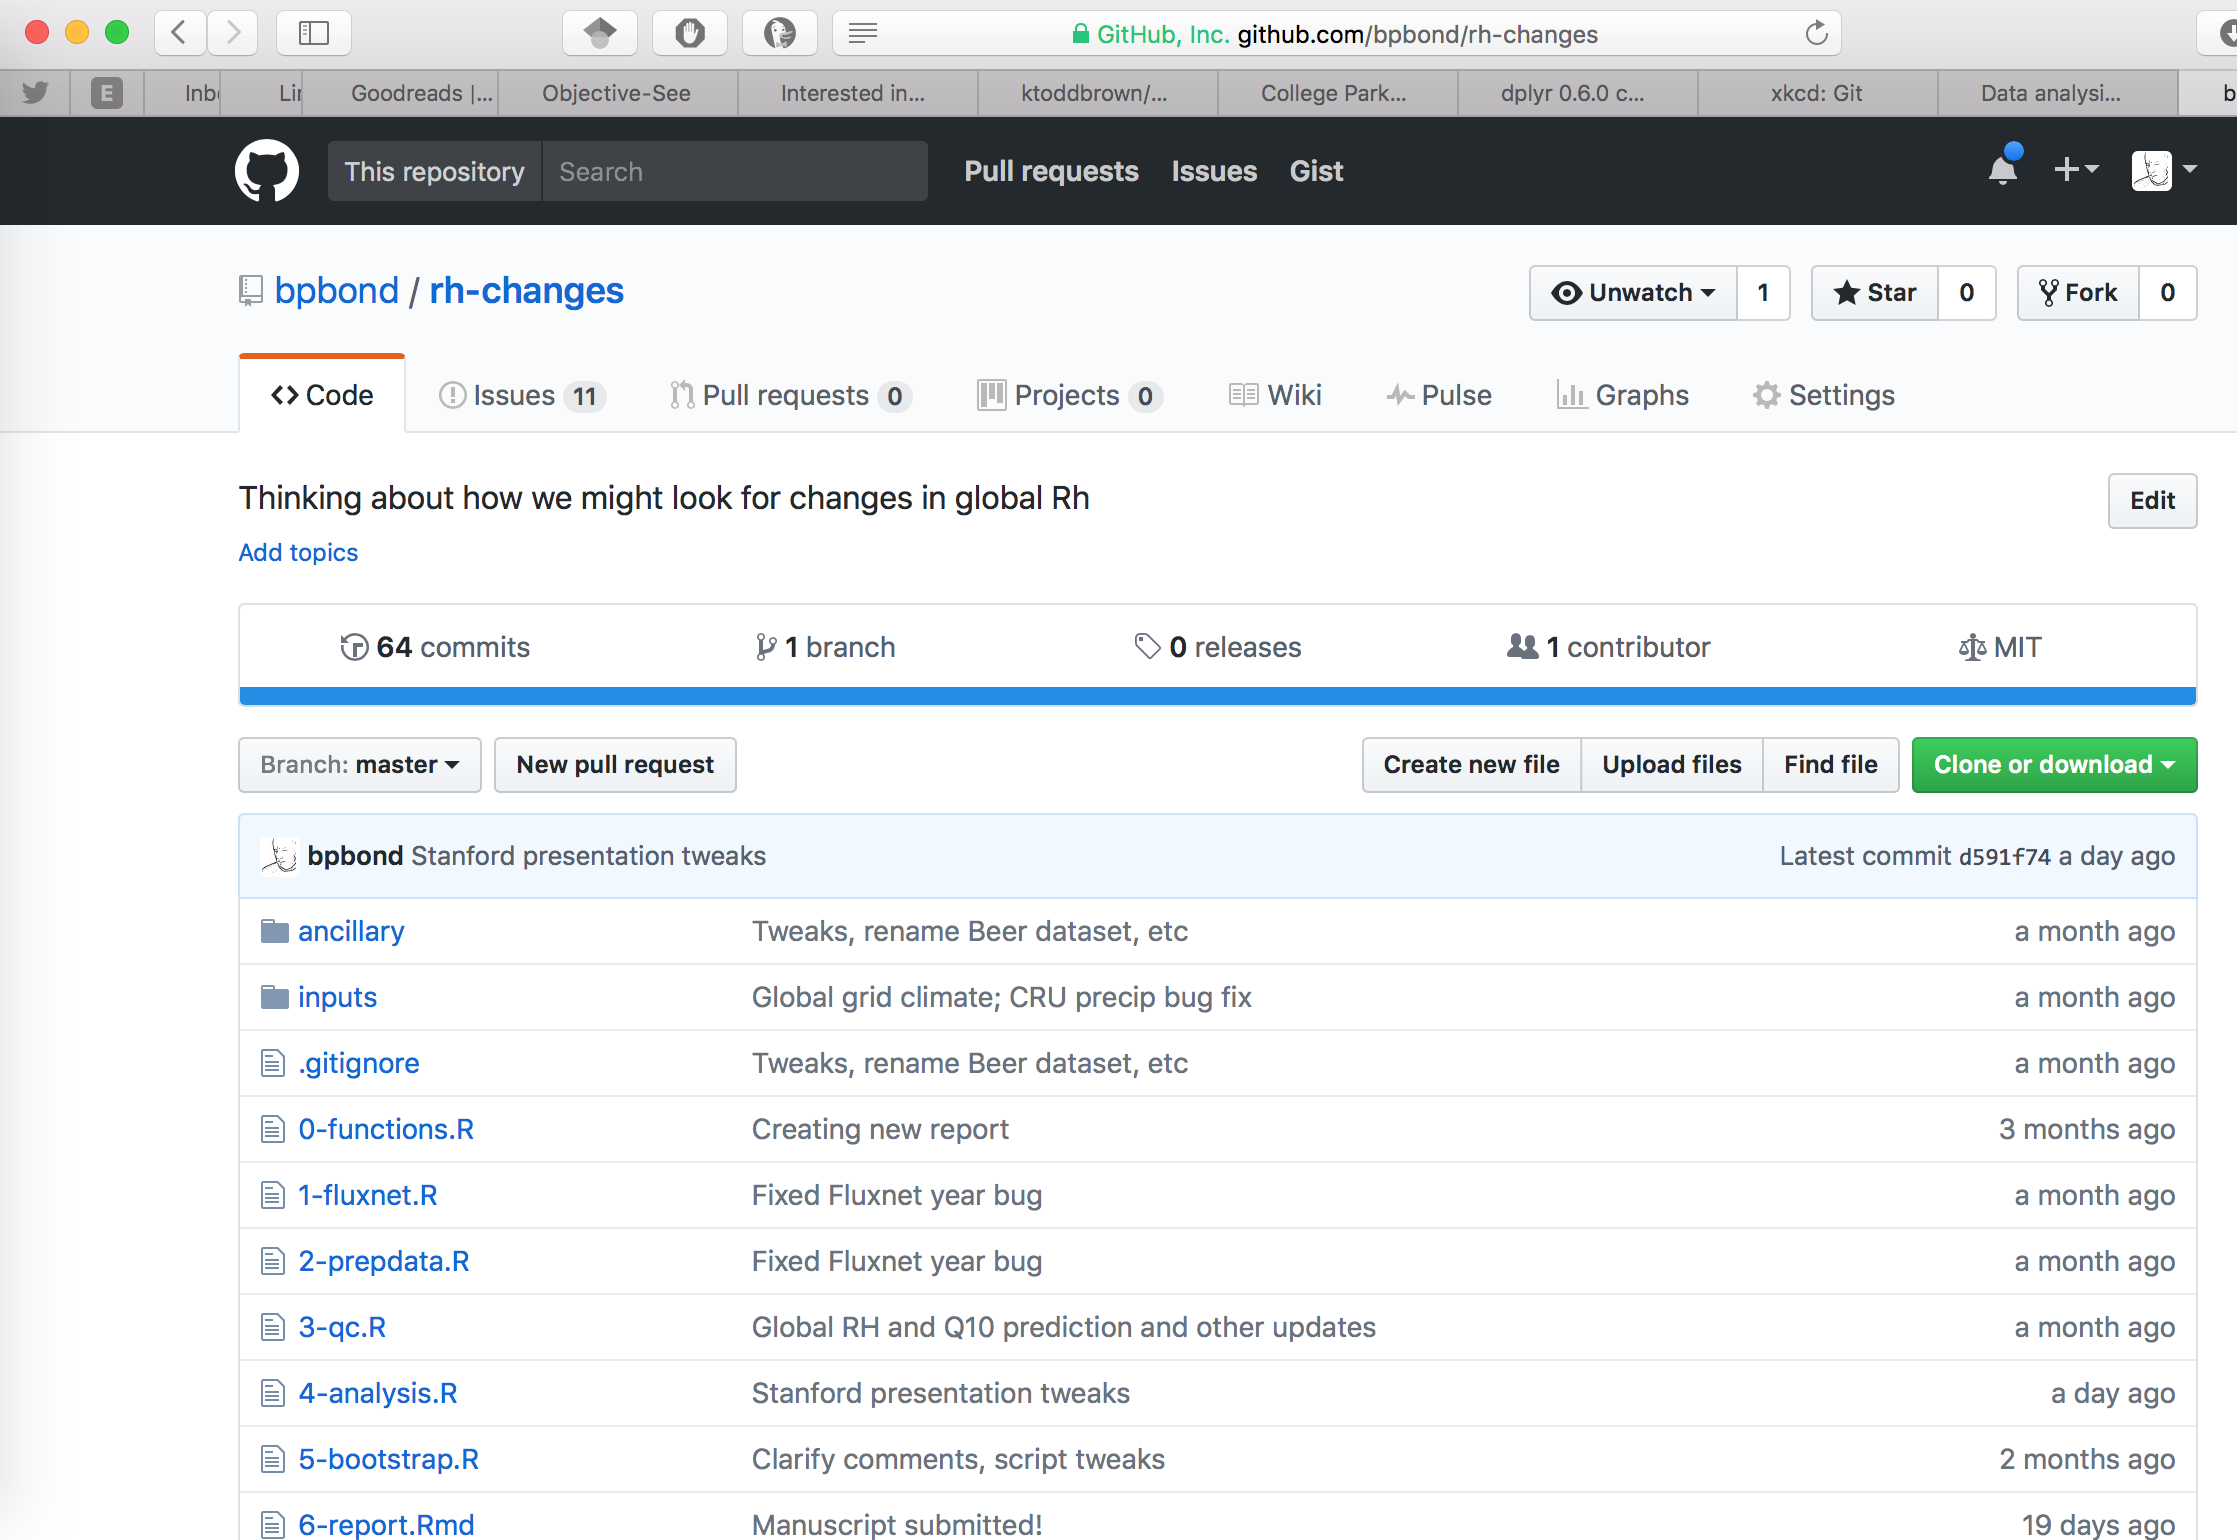 GitHub, Inc. github.com/bpbond/rh-changes
E Inb Lin Goodreads |... Objective-See Interested in... ktoddbrown/... College Park... dplyr 0.6.0 c... xkcd: Git Data analysi... b
This repository Search Pull requests Issues Gist
bpbond / rh-changes Unwatch 1 Star 0 Fork 0
Code Issues 11 Pull requests 0 Projects 0 Wiki Pulse Graphs Settings
Thinking about how we might look for changes in global Rh Edit
Add topics
64 commits 1 branch 0 releases 1 contributor MIT
Branch: master New pull request Create new file Upload files Find file Clone or download
bpbond Stanford presentation tweaks Latest commit d591f74 a day ago
ancillary Tweaks, rename Beer dataset, etc a month ago
inputs Global grid climate; CRU precip bug fix a month ago
.gitignore Tweaks, rename Beer dataset, etc a month ago
0-functions.R Creating new report 3 months ago
1-fluxnet.R Fixed Fluxnet year bug a month ago
2-prepdata.R Fixed Fluxnet year bug a month ago
3-qc.R Global RH and Q10 prediction and other updates a month ago
4-analysis.R Stanford presentation tweaks a day ago
5-bootstrap.R Clarify comments, script tweaks 2 months ago
6-report.Rmd Manuscript submitted! 19 days ago